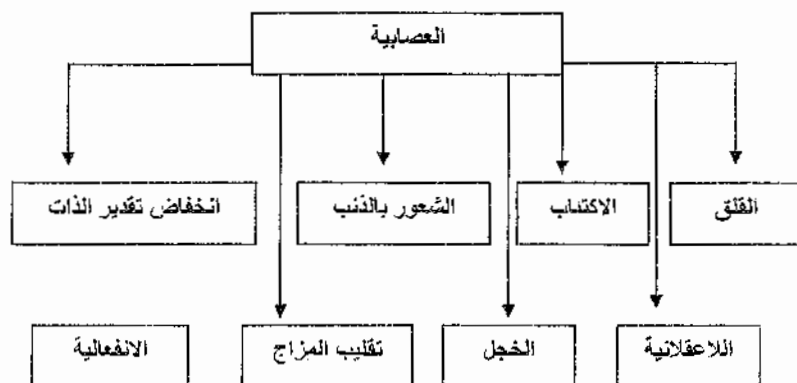 العصابية
القلق
الاكتئاب
الشعور بالذنب
انخفاض تقدير الذات
اللاعقلانية
الخجل
تقليب المزاج
الانفعالية